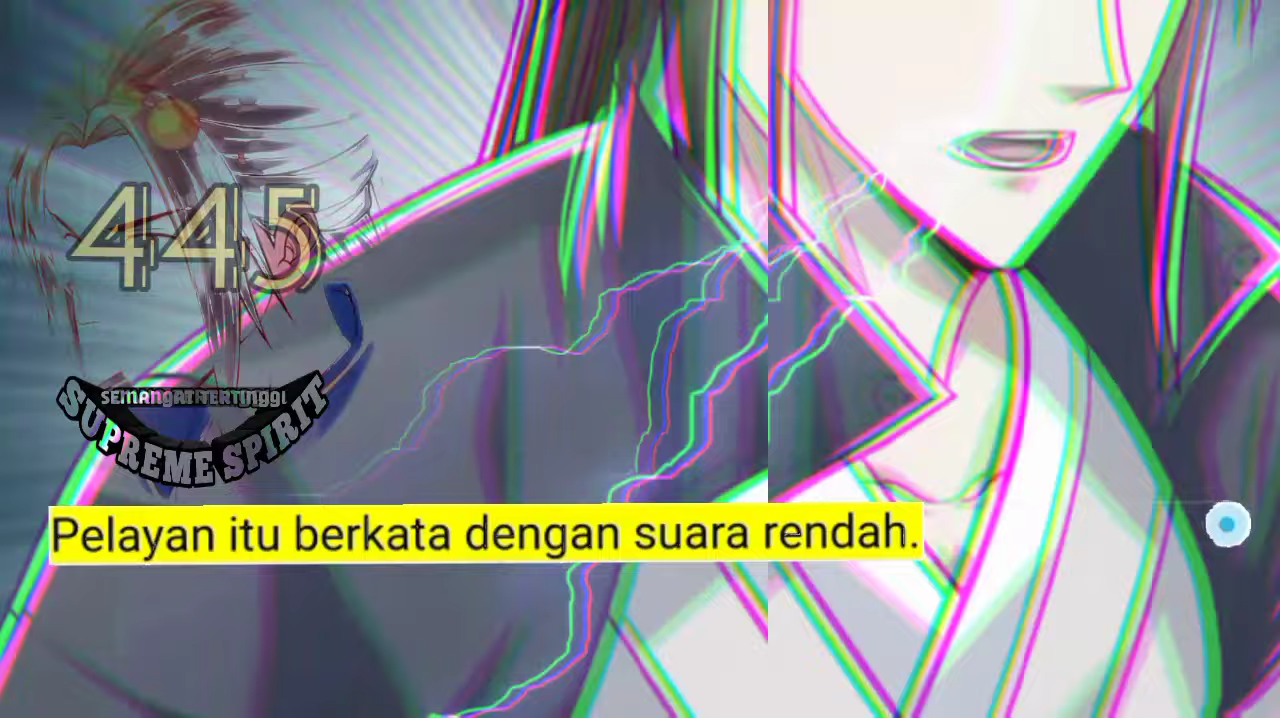 445
SEMANGAT TERTINGGI
SUPREME SPIRIT
Pelayan itu berkata dengan suara rendah.